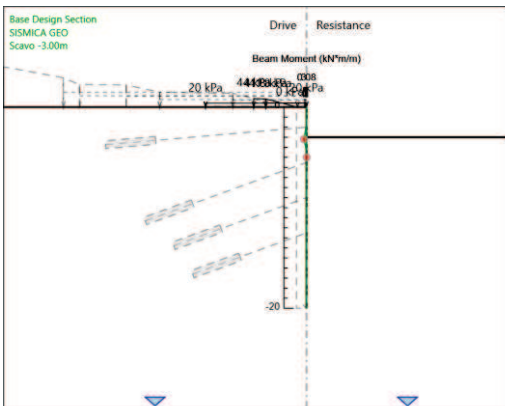 Base Design Section
SISMICA GEO
Scavo -3.00m
Drive
Resistance
Beam Moment (kN*m/m)
20 kPa
-20